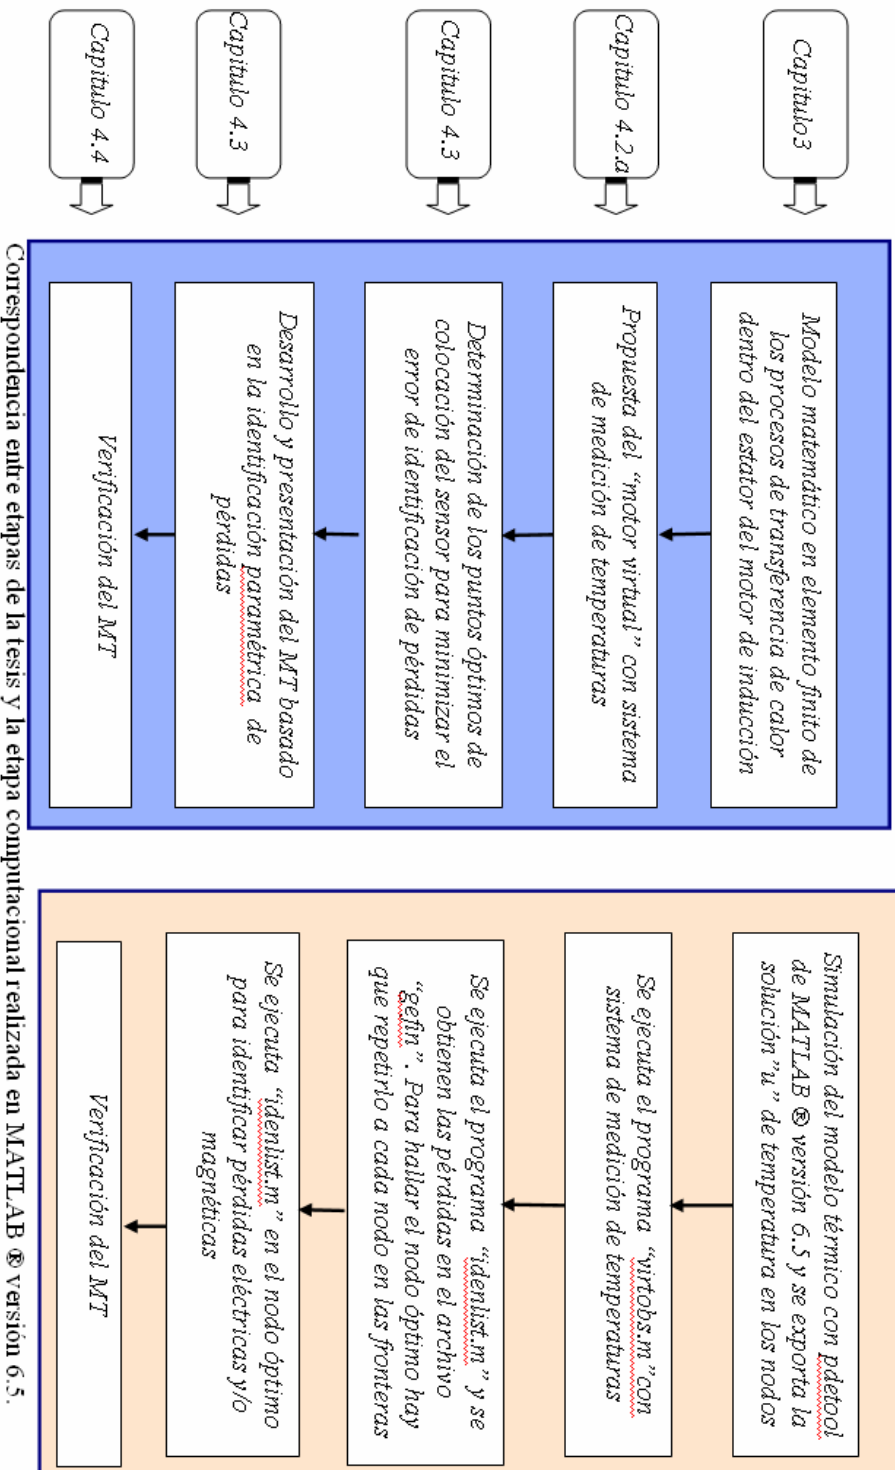 Capitulo3
Modelo matemático en elemento finito de
los procesos de transferencia de calor
dentro del estator del motor de inducción
Simulación del modelo térmico con pdetool
de MATLAB ® versión 6.5 y se exporta la
solución "u" de temperatura en los nodos
Capitulo 4.2.a
Propuesta del "motor virtual" con sistema
de medición de temperaturas
Se ejecuta el programa "virtobs.m"con
sistema de medición de temperaturas
Capitulo 4.3
Determinación de los puntos óptimos de
colocación del sensor para minimizar el
error de identificación de pérdidas
Se ejecuta el programa "idenlist.m" y se
obtienen las pérdidas en el archivo
"gefin". Para hallar el nodo óptimo hay
que repetirlo a cada nodo en las fronteras
Capitulo 4.3
Desarrollo y presentación del MT basado
en la identificación paramétrica de
pérdidas
Se ejecuta "idenlist.m" en el nodo óptimo
para identificar pérdidas eléctricas y/o
magnéticas
Capitulo 4.4
Verificación del MT
Verificación del MT
Correspondencia entre etapas de la tesis y la etapa computacional realizada en MATLAB ® versión 6.5.